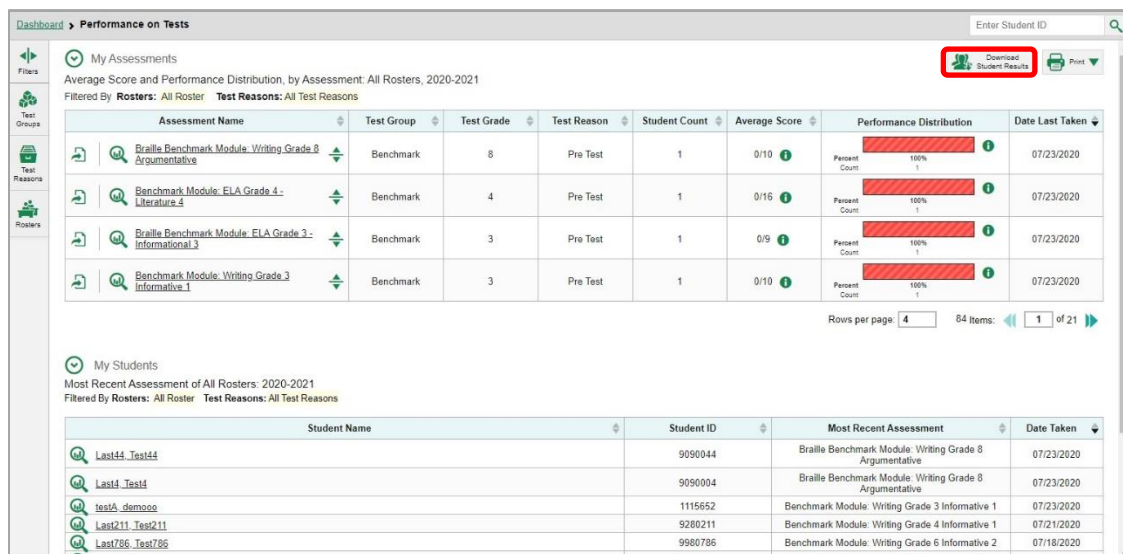 Dashboard > Performance on Tests
Enter Student ID
Filters
Test Groups
Test Reasons
Rosters
My Assessments
Download Student Results
Print
Average Score and Performance Distribution, by Assessment: All Rosters, 2020-2021
Filtered By Rosters: All Roster Test Reasons: All Test Reasons
Assessment Name Test Group Test Grade Test Reason Student Count Average Score Performance Distribution Date Last Taken
Braille Benchmark Module: Writing Grade 8 Argumentative Benchmark 8 Pre Test 1 0/10 Percent 100% Count 1 07/23/2020
Benchmark Module: ELA Grade 4 - Literature 4 Benchmark 4 Pre Test 1 0/16 Percent 100% Count 1 07/23/2020
Braille Benchmark Module: ELA Grade 3 - Informational 3 Benchmark 3 Pre Test 1 0/9 Percent 100% Count 1 07/23/2020
Benchmark Module: Writing Grade 3 Informative 1 Benchmark 3 Pre Test 1 0/10 Percent 100% Count 1 07/23/2020
Rows per page: 4 84 Items: 1 of 21
My Students
Most Recent Assessment of All Rosters: 2020-2021
Filtered By Rosters: All Roster Test Reasons: All Test Reasons
Student Name Student ID Most Recent Assessment Date Taken
Last44, Test44 9090044 Braille Benchmark Module: Writing Grade 8 Argumentative 07/23/2020
Last4, Test4 9090004 Braille Benchmark Module: Writing Grade 8 Argumentative 07/23/2020
testA, demooo 1115652 Benchmark Module: Writing Grade 3 Informative 1 07/23/2020
Last211, Test211 9280211 Benchmark Module: Writing Grade 4 Informative 1 07/21/2020
Last786, Test786 9980786 Benchmark Module: Writing Grade 6 Informative 2 07/18/2020